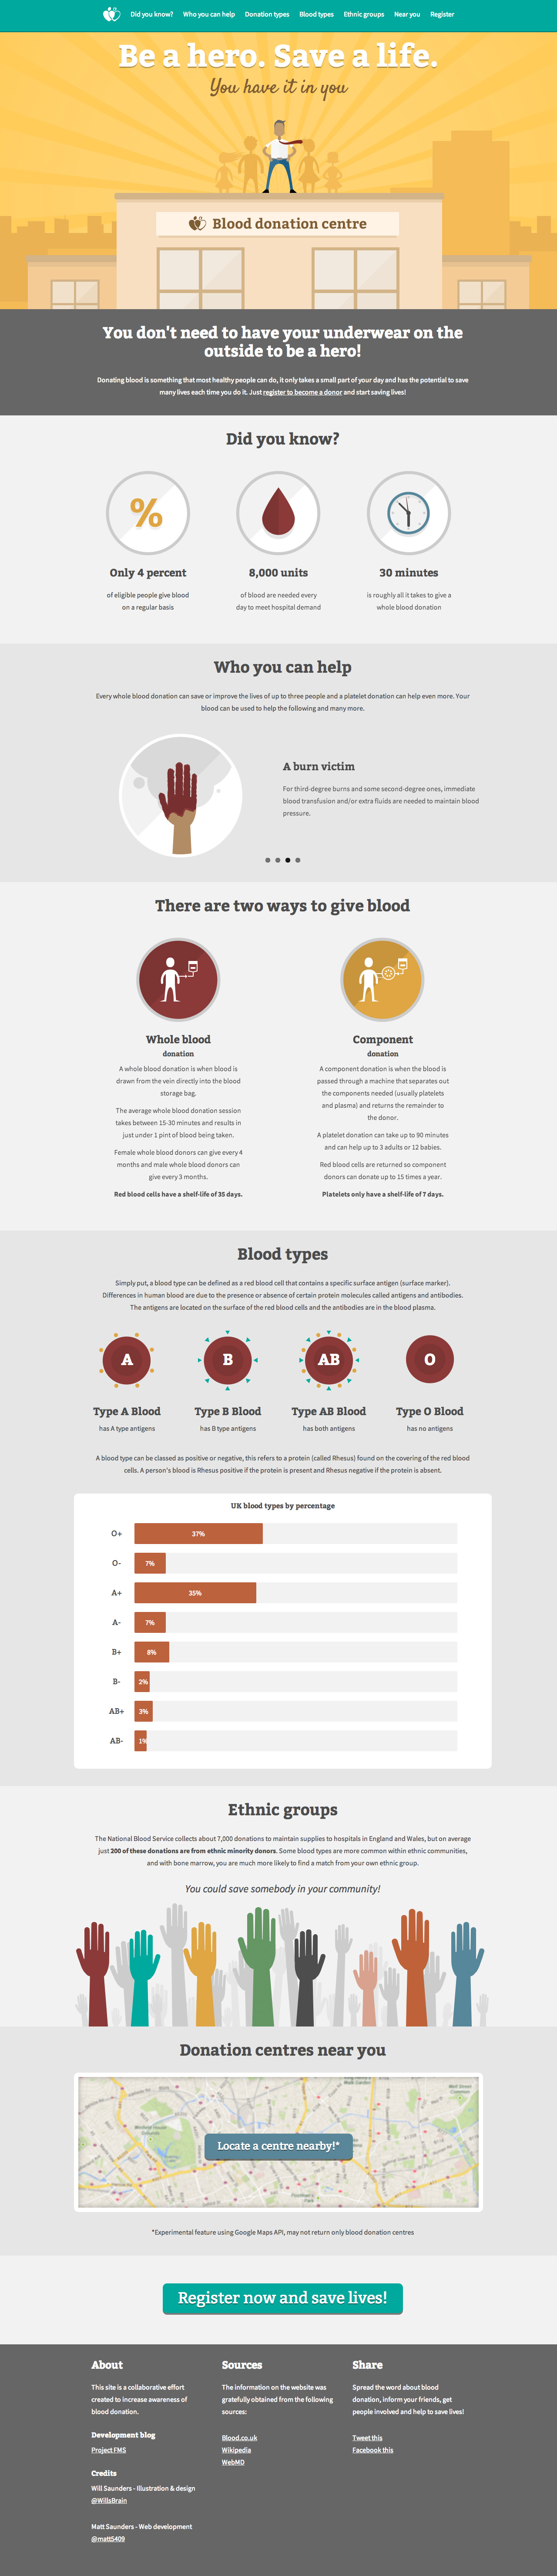 Did you know? Who you can help Donation types Blood types Ethnic groups Near you Register
Be a hero. Save a life.
You have it in you
Blood donation centre
You don't need to have your underwear on the
outside to be a hero!
Donating blood is something that most healthy people can do, it only takes a small part of your day and has the potential to save
many lives each time you do it. Just register to become a donor and start saving lives!
Did you know?
%
Only 4 percent
of eligible people give blood
on a regular basis
8,000 units
of blood are needed every
day to meet hospital demand
30 minutes
is roughly all it takes to give a
whole blood donation
Who you can help
Every whole blood donation can save or improve the lives of up to three people and a platelet donation can help even more. Your
blood can be used to help the following and many more.
A burn victim
For third-degree burns and some second-degree ones, immediate
blood transfusion and/or extra fluids are needed to maintain blood
pressure.
There are two ways to give blood
Whole blood
donation
A whole blood donation is when blood is
drawn from the vein directly into the blood
storage bag.
The average whole blood donation session
takes between 15-30 minutes and results in
just under 1 pint of blood being taken.
Female whole blood donors can give every 4
months and male whole blood donors can
give every 3 months.
Red blood cells have a shelf-life of 35 days.
Component
donation
A component donation is when the blood is
passed through a machine that separates out
the components needed (usually platelets
and plasma) and returns the remainder to
the donor.
A platelet donation can take up to 90 minutes
and can help up to 3 adults or 12 babies.
Red blood cells are returned so component
donors can donate up to 15 times a year.
Platelets only have a shelf-life of 7 days.
Blood types
Simply put, a blood type can be defined as a red blood cell that contains a specific surface antigen (surface marker).
Differences in human blood are due to the presence or absence of certain protein molecules called antigens and antibodies.
The antigens are located on the surface of the red blood cells and the antibodies are in the blood plasma.
A B AB O
Type A Blood
has A type antigens
Type B Blood
has B type antigens
Type AB Blood
has both antigens
Type O Blood
has no antigens
A blood type can be classed as positive or negative, this refers to a protein (called Rhesus) found on the covering of the red blood
cells. A person's blood is Rhesus positive if the protein is present and Rhesus negative if the protein is absent.
UK blood types by percentage
O+ 37%
O- 7%
A+ 35%
A- 7%
B+ 8%
B- 2%
AB+ 3%
AB- 1%
Ethnic groups
The National Blood Service collects about 7,000 donations to maintain supplies to hospitals in England and Wales, but on average
just 200 of these donations are from ethnic minority donors. Some blood types are more common within ethnic communities,
and with bone marrow, you are much more likely to find a match from your own ethnic group.
You could save somebody in your community!
Donation centres near you
Locate a centre nearby!*
*Experimental feature using Google Maps API, may not return only blood donation centres
Register now and save lives!
About
This site is a collaborative effort
created to increase awareness of
blood donation.
Development blog
Project FMS
Credits
Will Saunders - Illustration & design
@WillsBrain
Matt Saunders - Web development
@matt5409
Sources
The information on the website was
gratefully obtained from the following
sources:
Blood.co.uk
Wikipedia
WebMD
Share
Spread the word about blood
donation, inform your friends, get
people involved and help to save lives!
Tweet this
Facebook this